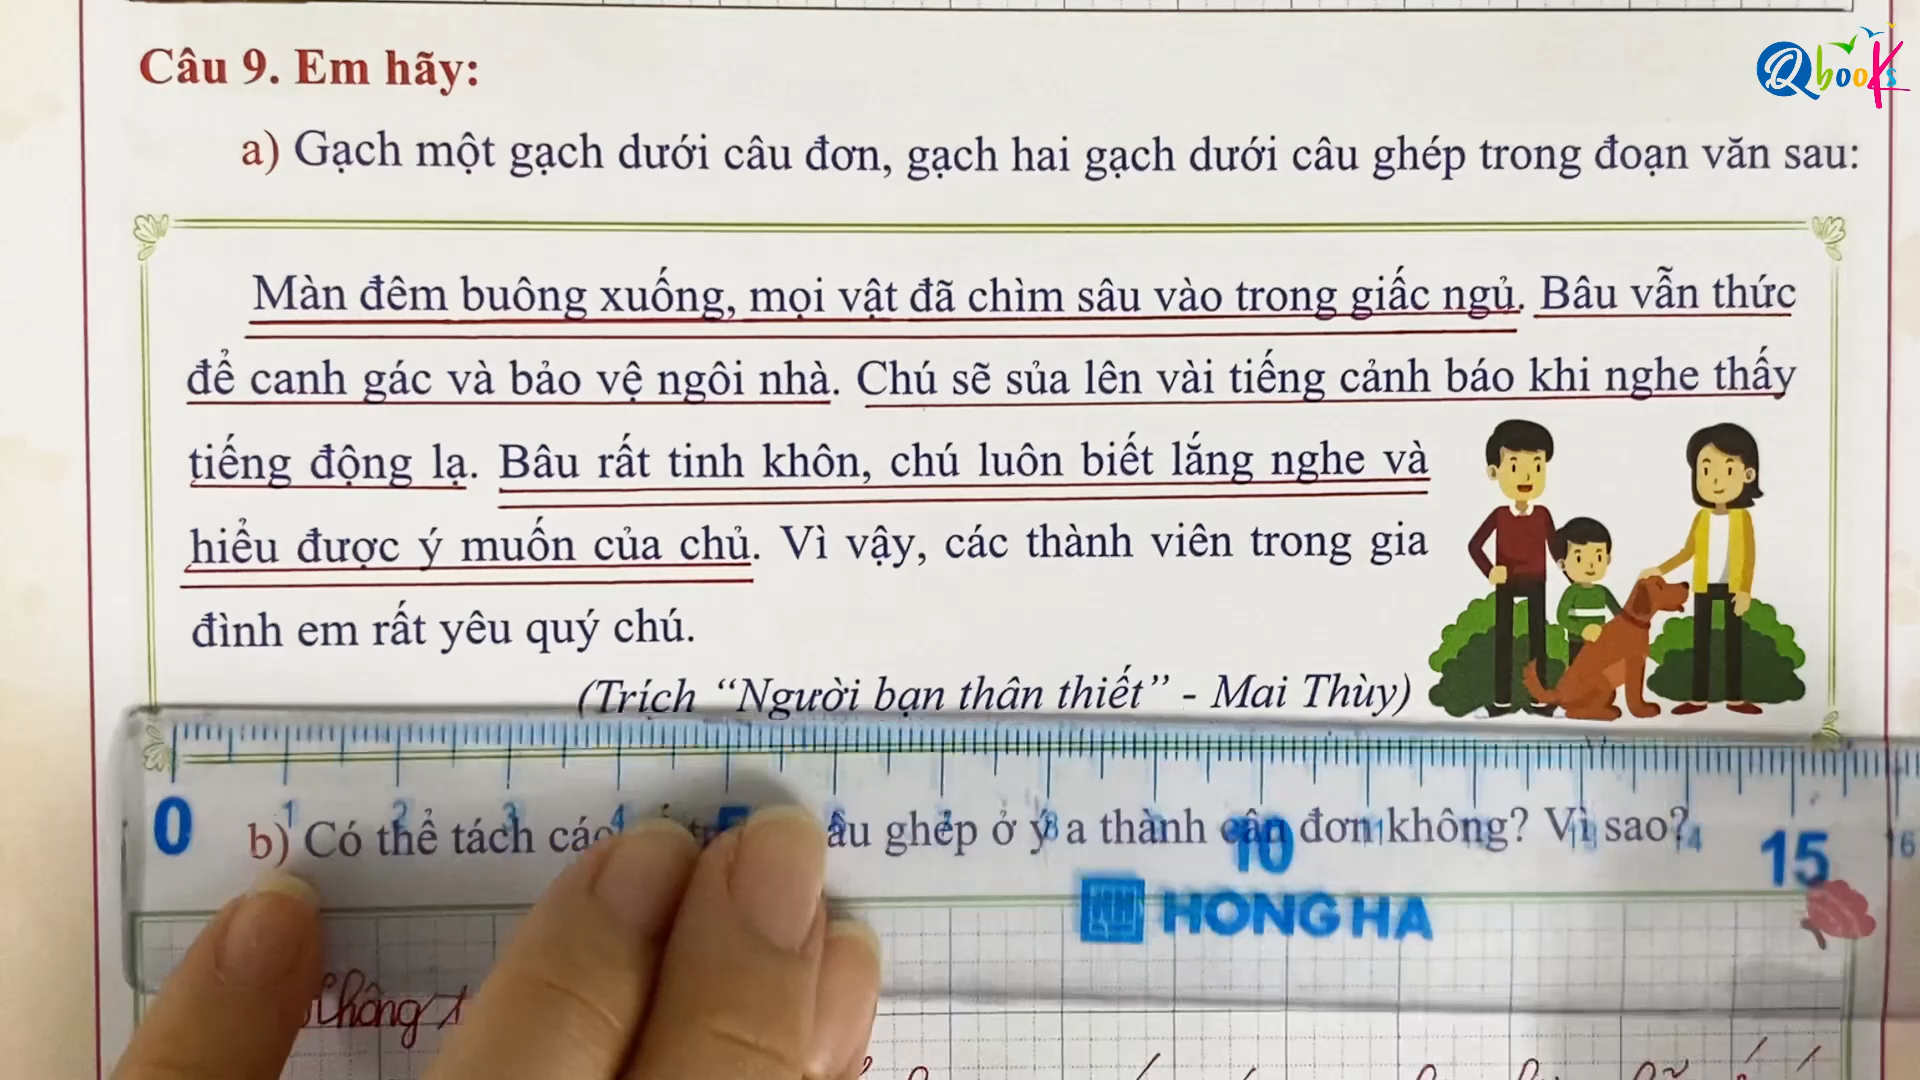 Qbooks
Câu 9. Em hãy:
a) Gạch một gạch dưới câu đơn, gạch hai gạch dưới câu ghép trong đoạn văn sau:
Màn đêm buông xuống, mọi vật đã chìm sâu vào trong giấc ngủ. Bâu vẫn thức
để canh gác và bảo vệ ngôi nhà. Chú sẽ sủa lên vài tiếng cảnh báo khi nghe thấy
tiếng động lạ. Bâu rất tinh khôn, chú luôn biết lắng nghe và
hiểu được ý muốn của chủ. Vì vậy, các thành viên trong gia
đình em rất yêu quý chú.
(Trích “Người bạn thân thiết” - Mai Thùy)
b) Có thể tách ghép ở ý a thành câu đơn không? Vì sao?
0 1 2 3 4 5 10 15
HONG HA